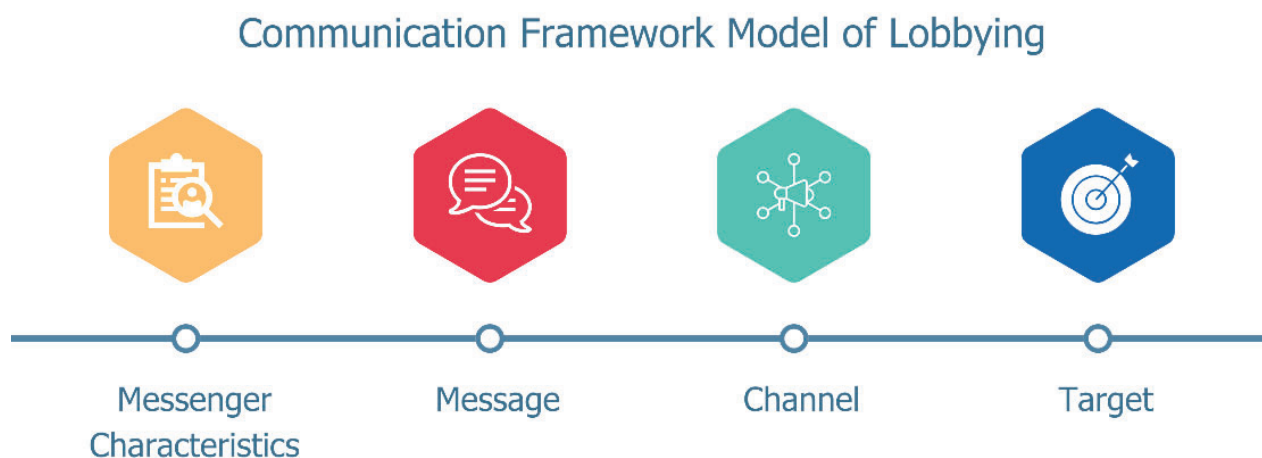 Communication Framework Model of Lobbying
Messenger
Characteristics
Message
Channel
Target